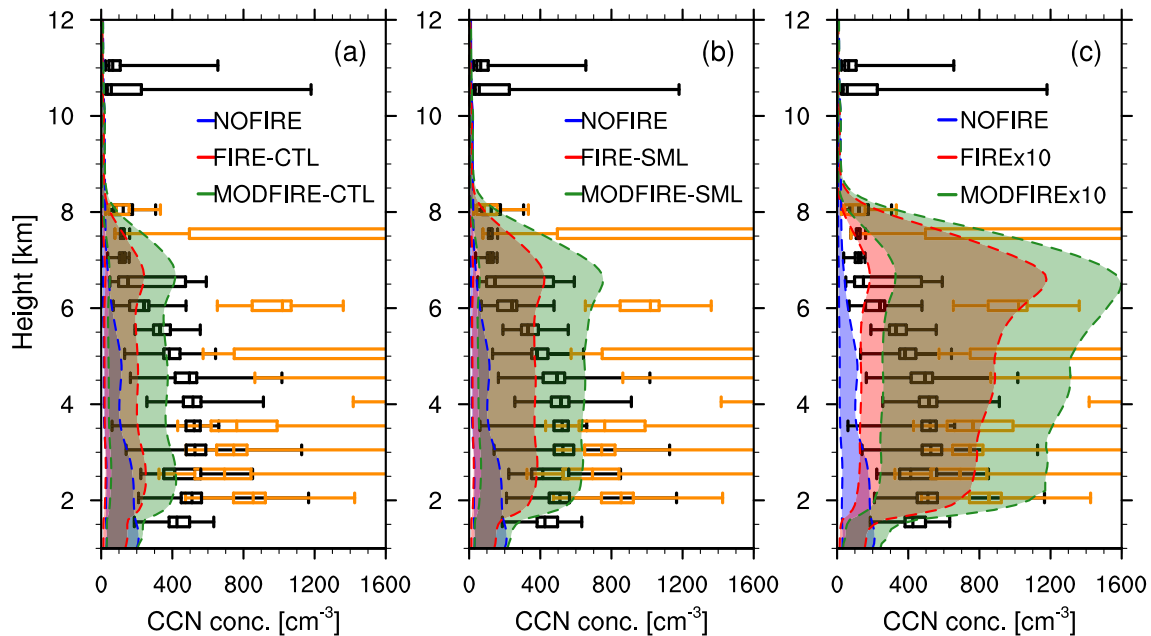 12 12 12
(a) (b) (c)
10 10 10
NOFIRE NOFIRE NOFIRE
FIRE-CTL FIRE-SML FIREx10
MODFIRE-CTL MODFIRE-SML MODFIREx10
8 8 8
Height [km]
6 6 6
4 4 4
2 2 2
0 400 800 1200 1600 0 400 800 1200 1600 0 400 800 1200 1600
CCN conc. [cm⁻³] CCN conc. [cm⁻³] CCN conc. [cm⁻³]